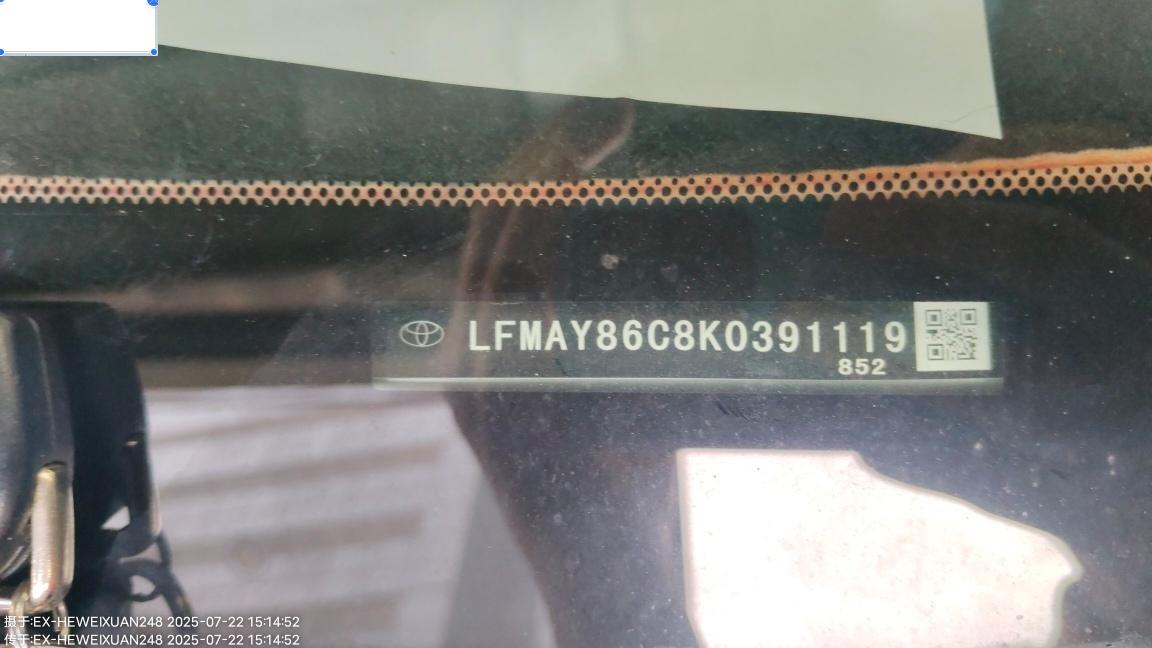 LFMAY86C8K0391119
852
摄于:EX-HEWEIXUAN248 2025-07-22 15:14:52
传于:EX-HEWEIXUAN248 2025-07-22 15:14:52